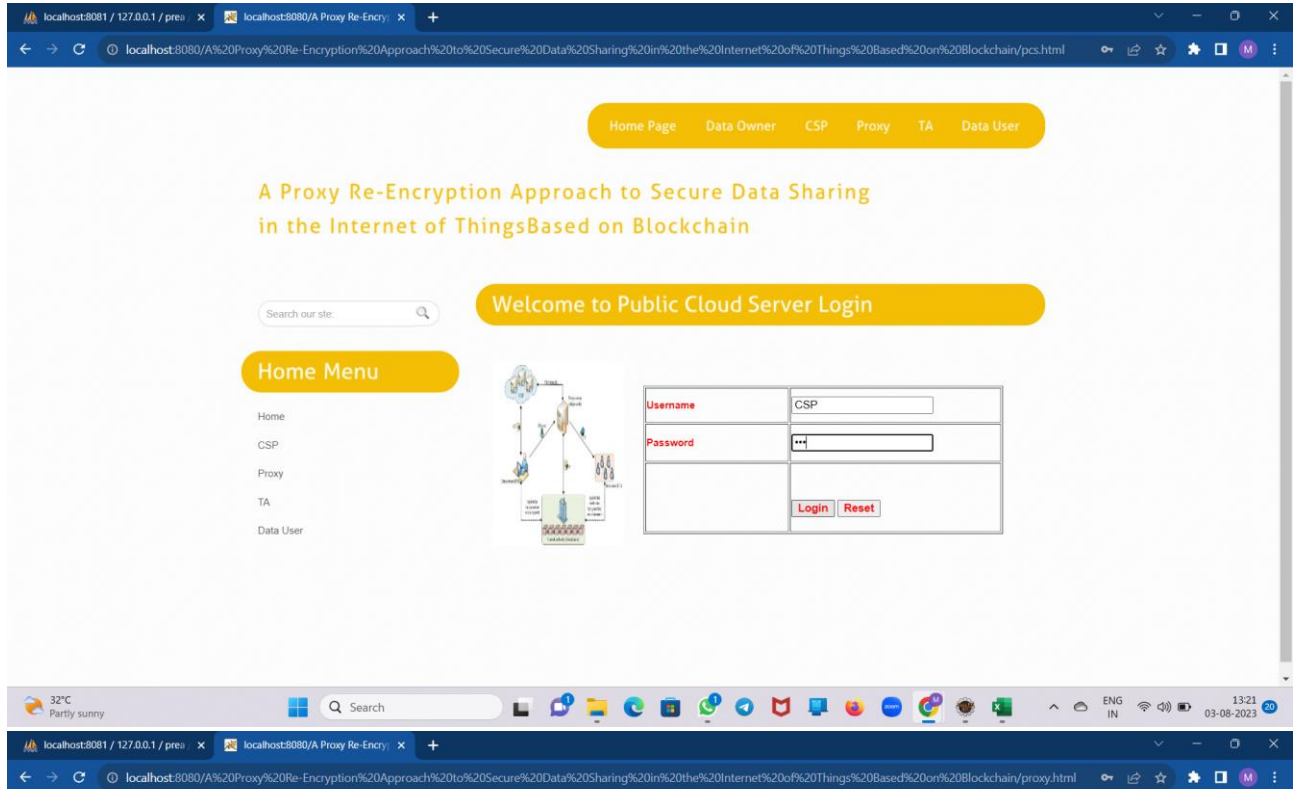 localhost:8081 / 127.0.0.1 / prea
localhost:8080/A Proxy Re-Encry
localhost:8080/A%20Proxy%20Re-Encryption%20Approach%20to%20Secure%20Data%20Sharing%20in%20the%20Internet%20of%20Things%20Based%20on%20Blockchain/pcs.html
M
Home Page Data Owner CSP Proxy TA Data User
A Proxy Re-Encryption Approach to Secure Data Sharing
in the Internet of ThingsBased on Blockchain
Search our ste:
Welcome to Public Cloud Server Login
Home Menu
Home
CSP
Proxy
TA
Data User
Username CSP
Password •••
Login Reset
32°C
Partly sunny
Search
1
1
zoom
M
ENG
IN
13:21
03-08-2023
20
localhost:8081 / 127.0.0.1 / prea
localhost:8080/A Proxy Re-Encry
localhost:8080/A%20Proxy%20Re-Encryption%20Approach%20to%20Secure%20Data%20Sharing%20in%20the%20Internet%20of%20Things%20Based%20on%20Blockchain/proxy.html
M